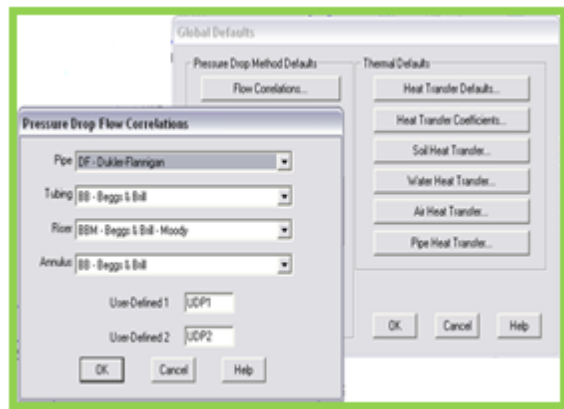 Global Defaults
Pressure Drop Method Defaults
Thermal Defaults
Flow Correlations...
Heat Transfer Defaults...
Heat Transfer Coefficients...
Soil Heat Transfer...
Water Heat Transfer...
Air Heat Transfer...
Pipe Heat Transfer...
OK Cancel Help
Pressure Drop Flow Correlations
Pipe DF - Dukler-Flannigan
Tubing BB - Beggs & Brill
Riser BBM - Beggs & Brill - Moody
Annulus BB - Beggs & Brill
User-Defined 1 UDP1
User-Defined 2 UDP2
OK Cancel Help